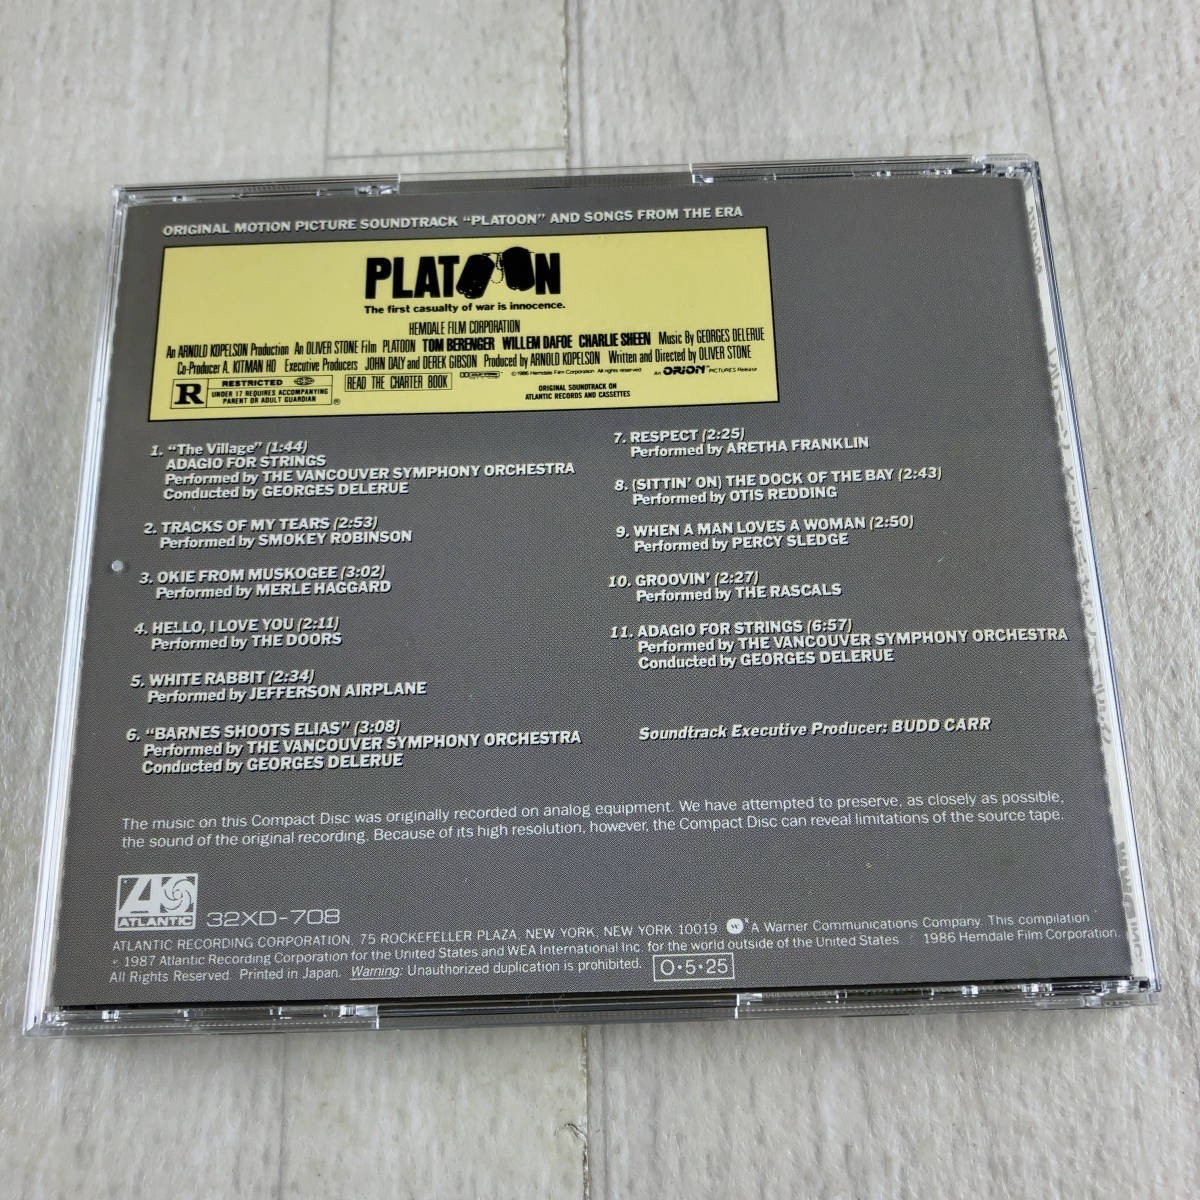 ORIGINAL MOTION PICTURE SOUNDTRACK "PLATOON" AND SONGS FROM THE ERA
PLATOON
The first casualty of war is innocence.
HEMDALE FILM CORPORATION
An ARNOLD KOPELSON Production An OLIVER STONE Film PLATOON TOM BERENGER WILLEM DAFOE CHARLIE SHEEN Music By GEORGES DELERUE
Co-Producer A. KITMAN HO Executive Producers JOHN DALY and DEREK GIBSON Produced by ARNOLD KOPELSON Written and Directed by OLIVER STONE
R RESTRICTED
UNDER 17 REQUIRES ACCOMPANYING
PARENT OR ADULT GUARDIAN ®
READ THE CHARTER BOOK
© 1986 Hemdale Film Corporation. All rights reserved.
ORIGINAL SOUNDTRACK ON
ATLANTIC RECORDS AND CASSETTES
An ORION PICTURES Release
1. "The Village" (1:44)
ADAGIO FOR STRINGS
Performed by THE VANCOUVER SYMPHONY ORCHESTRA
Conducted by GEORGES DELERUE
2. TRACKS OF MY TEARS (2:53)
Performed by SMOKEY ROBINSON
3. OKIE FROM MUSKOGEE (3:02)
Performed by MERLE HAGGARD
4. HELLO, I LOVE YOU (2:11)
Performed by THE DOORS
5. WHITE RABBIT (2:34)
Performed by JEFFERSON AIRPLANE
6. "BARNES SHOOTS ELIAS" (3:08)
Performed by THE VANCOUVER SYMPHONY ORCHESTRA
Conducted by GEORGES DELERUE
7. RESPECT (2:25)
Performed by ARETHA FRANKLIN
8. (SITTIN' ON) THE DOCK OF THE BAY (2:43)
Performed by OTIS REDDING
9. WHEN A MAN LOVES A WOMAN (2:50)
Performed by PERCY SLEDGE
10. GROOVIN' (2:27)
Performed by THE RASCALS
11. ADAGIO FOR STRINGS (6:57)
Performed by THE VANCOUVER SYMPHONY ORCHESTRA
Conducted by GEORGES DELERUE
Soundtrack Executive Producer: BUDD CARR
The music on this Compact Disc was originally recorded on analog equipment. We have attempted to preserve, as closely as possible,
the sound of the original recording. Because of its high resolution, however, the Compact Disc can reveal limitations of the source tape.
ATLANTIC 32XD-708
ATLANTIC RECORDING CORPORATION, 75 ROCKEFELLER PLAZA, NEW YORK, NEW YORK 10019 A Warner Communications Company. This compilation
1987 Atlantic Recording Corporation for the United States and WEA International Inc. for the world outside of the United States 1986 Hemdale Film Corporation.
All Rights Reserved. Printed in Japan. Warning: Unauthorized duplication is prohibited. O·5·25